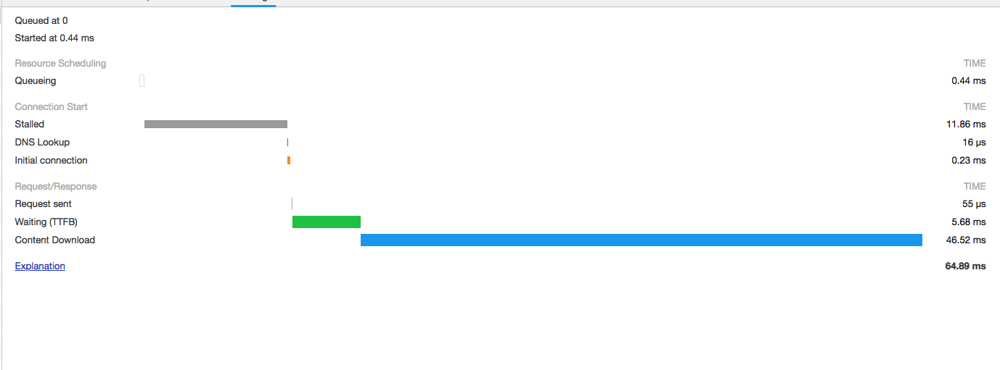 Queued at 0
Started at 0.44 ms
Resource Scheduling TIME
Queueing 0.44 ms
Connection Start TIME
Stalled 11.86 ms
DNS Lookup 16 µs
Initial connection 0.23 ms
Request/Response TIME
Request sent 55 µs
Waiting (TTFB) 5.68 ms
Content Download 46.52 ms
Explanation 64.89 ms